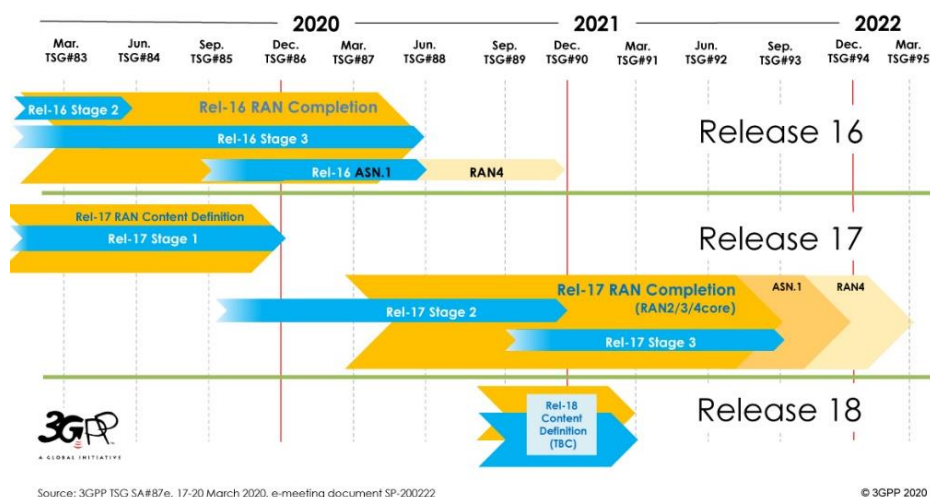 2020
2021
2022
Mar.
TSG#83
Jun.
TSG#84
Sep.
TSG#85
Dec.
TSG#86
Mar.
TSG#87
Jun.
TSG#88
Sep.
TSG#89
Dec.
TSG#90
Mar.
TSG#91
Jun.
TSG#92
Sep.
TSG#93
Dec.
TSG#94
Mar.
TSG#95
Rel-16 Stage 2
Rel-16 RAN Completion
Rel-16 Stage 3
Rel-16 ASN.1
RAN4
Release 16
Rel-17 RAN Content Definition
Rel-17 Stage 1
Release 17
Rel-17 RAN Completion
(RAN2/3/4core)
ASN.1
RAN4
Rel-17 Stage 2
Rel-17 Stage 3
Rel-18
Content
Definition
(TBC)
Release 18
3GPP
TM
A GLOBAL INITIATIVE
Source: 3GPP TSG SA#87e, 17-20 March 2020, e-meeting document SP-200222
© 3GPP 2020